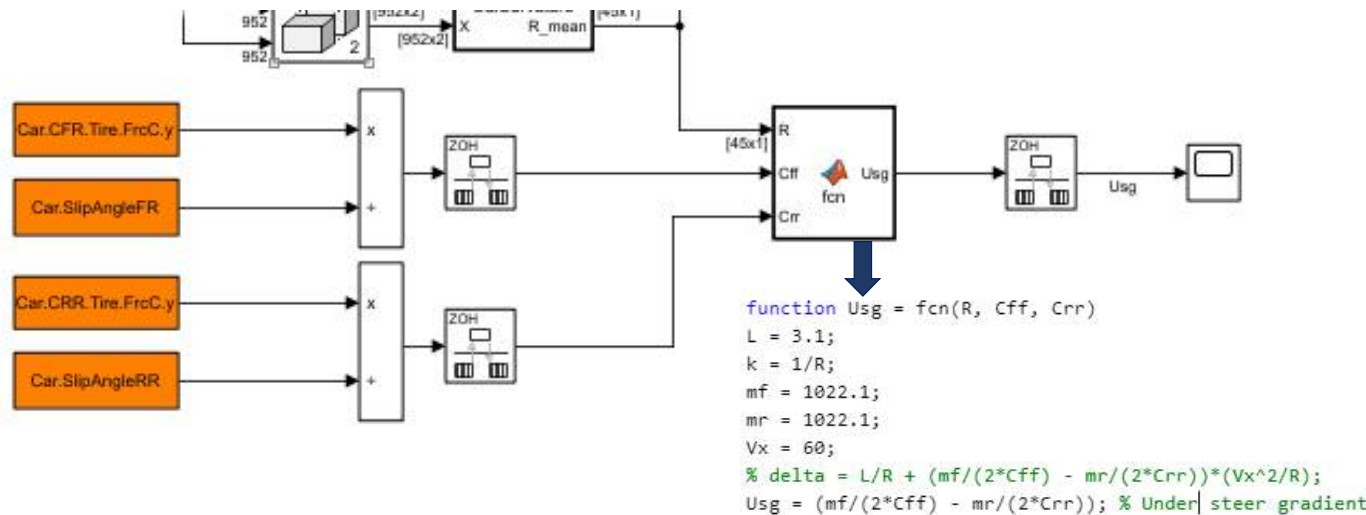 952
[952x2]
[45x1]
2
X
R_mean
[952x2]
952
Car.CFR.Tire.FrcC.y
x
ZOH
R
[45x1]
ZOH
Cff
Usg
Usg
fcn
Car.SlipAngleFR
÷
Crr
Car.CRR.Tire.FrcC.y
x
ZOH
Car.SlipAngleRR
÷
function Usg = fcn(R, Cff, Crr)
L = 3.1;
k = 1/R;
mf = 1022.1;
mr = 1022.1;
Vx = 60;
% delta = L/R + (mf/(2*Cff) - mr/(2*Crr))*(Vx^2/R);
Usg = (mf/(2*Cff) - mr/(2*Crr)); % Under steer gradient